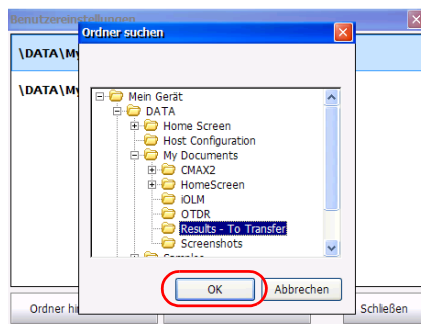 Benutzereinstellungen
Ordner suchen
\DATA\My
\DATA\My
Mein Gerät
DATA
Home Screen
Host Configuration
My Documents
CMAX2
HomeScreen
iOLM
OTDR
Results - To Transfer
Screenshots
OK
Abbrechen
Ordner
Schließen